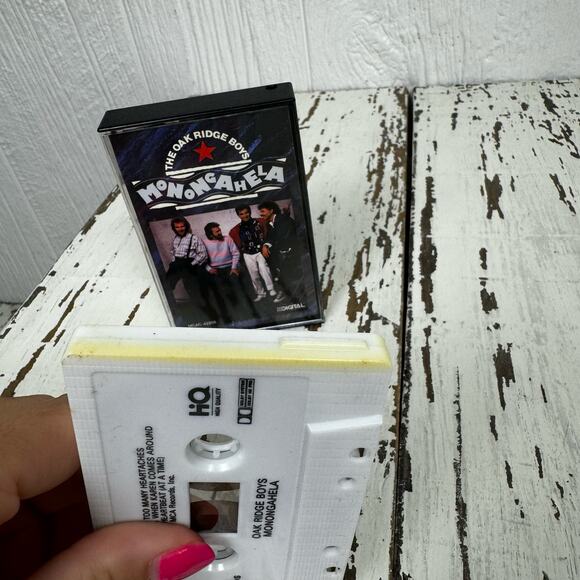 THE OAK RIDGE BOYS
MONONGAHELA
DIGITAL
HQ
HIGH QUALITY
TOO MANY HEARTACHES
WHEN KAREN COMES AROUND
HEARTBEAT (AT A TIME)
MCA Records, Inc.
OAK RIDGE BOYS
MONONGAHELA